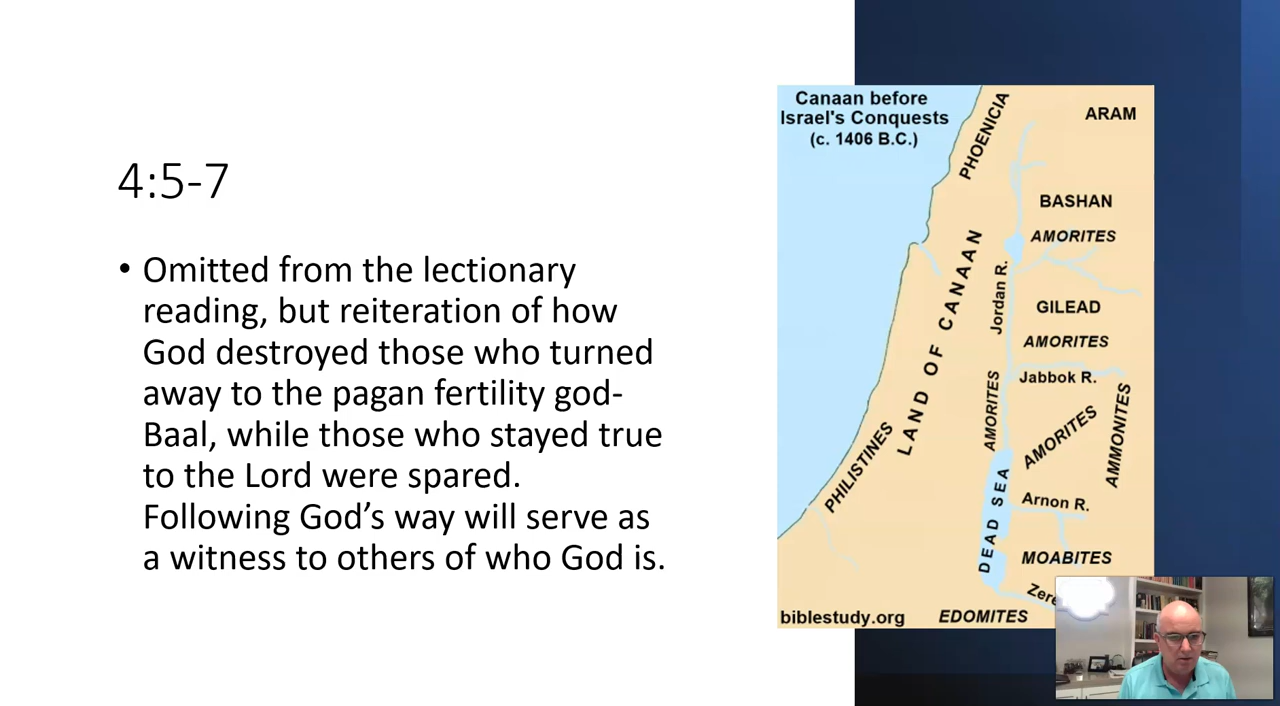 4:5-7
• Omitted from the lectionary
reading, but reiteration of how
God destroyed those who turned
away to the pagan fertility god-
Baal, while those who stayed true
to the Lord were spared.
Following God’s way will serve as
a witness to others of who God is.
Canaan before
Israel's Conquests
(c. 1406 B.C.)
PHOENICIA
ARAM
BASHAN
AMORITES
LAND OF CANAAN
Jordan R.
GILEAD
AMORITES
Jabbok R.
AMORITES
AMORITES
AMMONITES
PHILISTINES
DEAD SEA
Arnon R.
MOABITES
biblestudy.org
EDOMITES